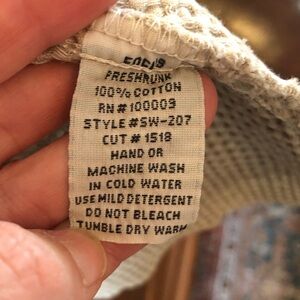 FRESHRUNK
100% COTTON
RN#100009
STYLE#SW-207
CUT #1518
HAND OR
MACHINE WASH
IN COLD WATER
USE MILD DETERGENT
DO NOT BLEACH
TUMBLE DRY WARM